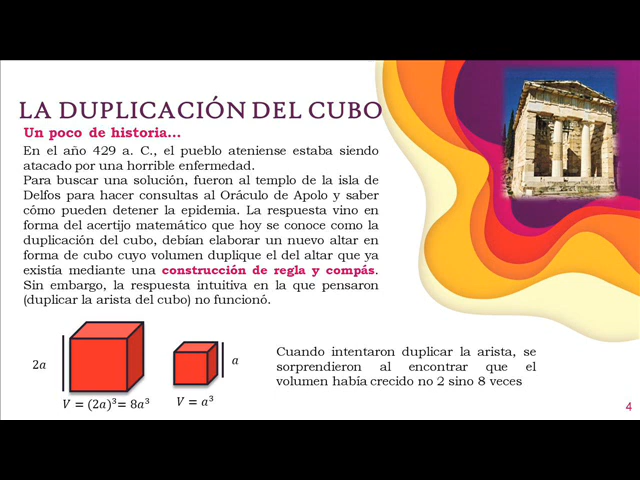 LA DUPLICACIÓN DEL CUBO
Un poco de historia...
En el año 429 a. C., el pueblo ateniense estaba siendo
atacado por una horrible enfermedad.
Para buscar una solución, fueron al templo de la isla de
Delfos para hacer consultas al Oráculo de Apolo y saber
cómo pueden detener la epidemia. La respuesta vino en
forma del acertijo matemático que hoy se conoce como la
duplicación del cubo, debían elaborar un nuevo altar en
forma de cubo cuyo volumen duplique el del altar que ya
existía mediante una construcción de regla y compás.
Sin embargo, la respuesta intuitiva en la que pensaron
(duplicar la arista del cubo) no funcionó.
2a
V = (2a)³= 8a³
a
V = a³
Cuando intentaron duplicar la arista, se
sorprendieron al encontrar que el
volumen había crecido no 2 sino 8 veces
4